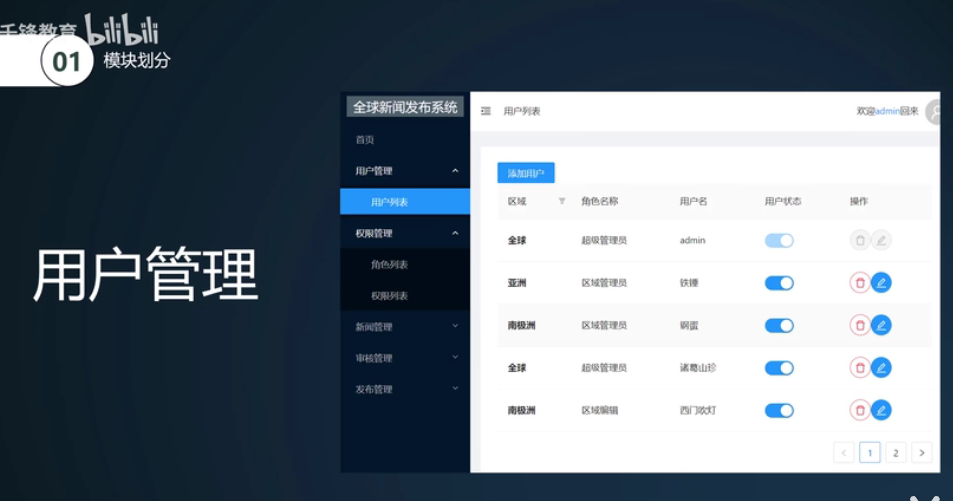 千锋教育 bilibili
01 模块划分
用户管理
全球新闻发布系统
首页
用户管理
用户列表
权限管理
角色列表
权限列表
新闻管理
审核管理
发布管理
用户列表 欢迎admin回来
添加用户
区域 角色名称 用户名 用户状态 操作
全球 超级管理员 admin
亚洲 区域管理员 铁锤
南极洲 区域管理员 钢蛋
全球 超级管理员 诸葛山珍
南极洲 区域编辑 西门吹灯
1 2